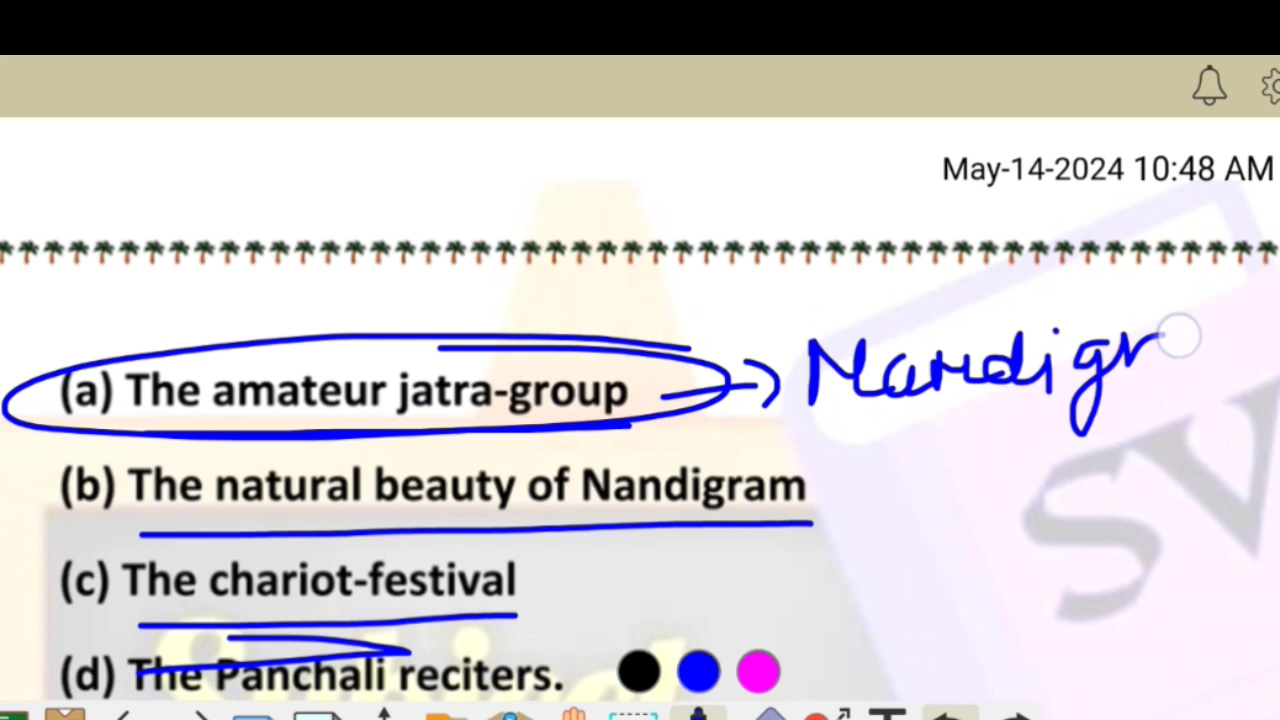 May-14-2024 10:48 AM
(a) The amateur jatra-group → Nandigr
(b) The natural beauty of Nandigram
(c) The chariot-festival
(d) The Panchali reciters.
SV